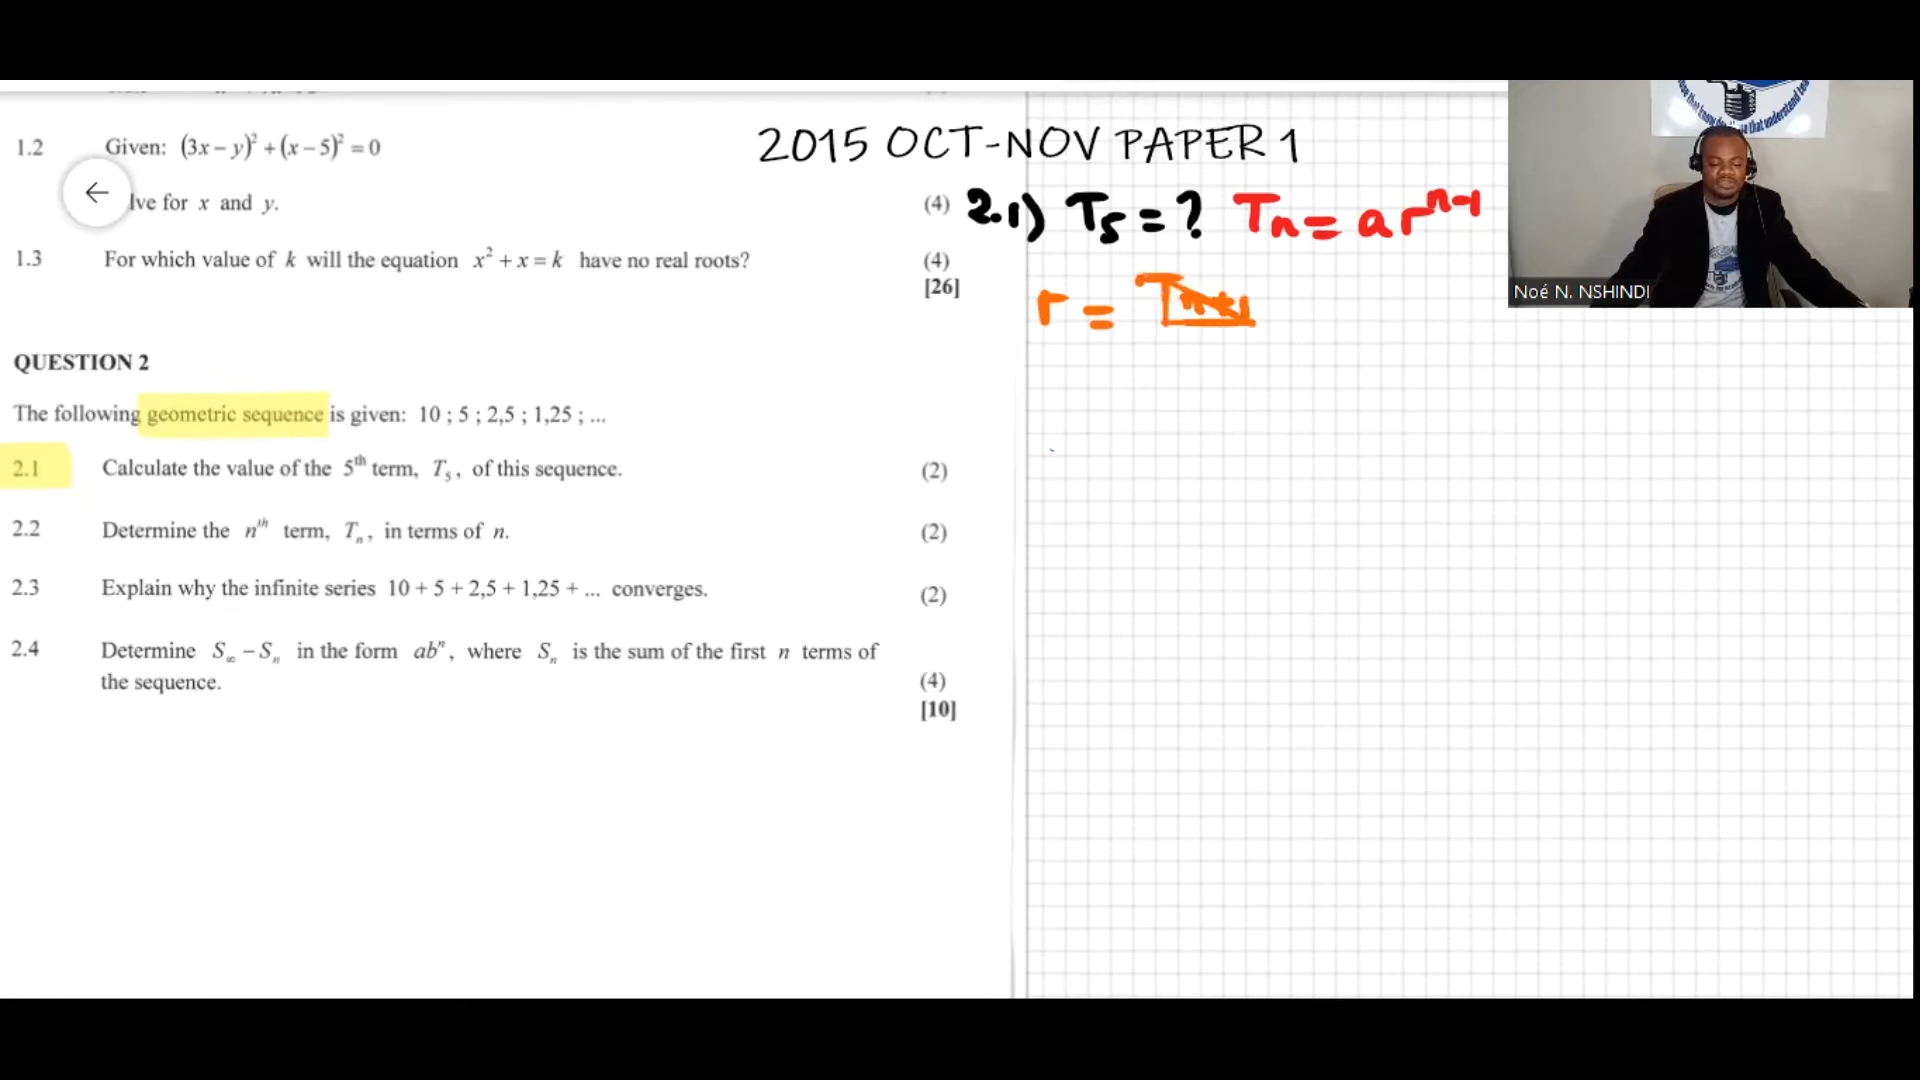 1.2 Given: (3x − y)² + (x − 5)² = 0
lve for x and y. (4)
1.3 For which value of k will the equation x² + x = k have no real roots? (4)
[26]
QUESTION 2
The following geometric sequence is given: 10 ; 5 ; 2,5 ; 1,25 ; ...
2.1 Calculate the value of the 5th term, T₅, of this sequence. (2)
2.2 Determine the nth term, Tₙ, in terms of n. (2)
2.3 Explain why the infinite series 10 + 5 + 2,5 + 1,25 + ... converges. (2)
2.4 Determine S∞ − Sₙ in the form abⁿ, where Sₙ is the sum of the first n terms of
the sequence. (4)
[10]
2015 OCT-NOV PAPER 1
2.1) T₅ = ? Tₙ = arⁿ⁻¹
r =
that understand
Noé N. NSHINDI